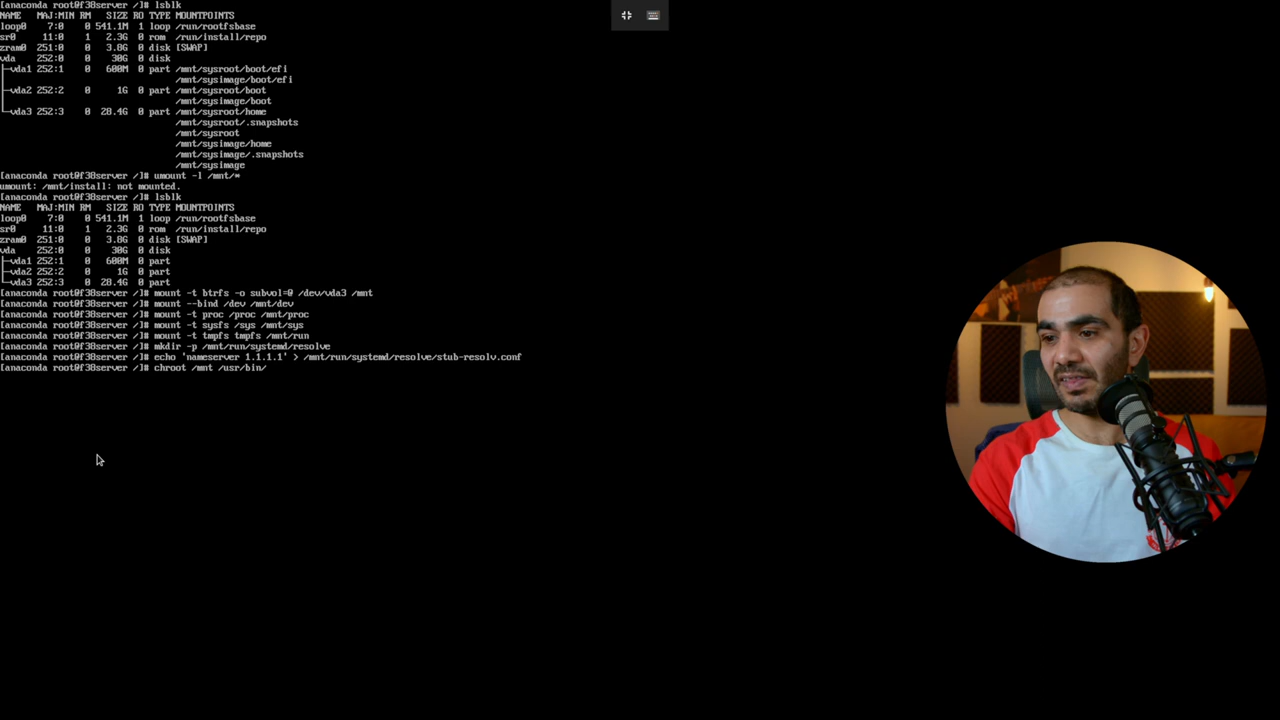 [anaconda root@f38server /]# lsblk
NAME MAJ:MIN RM SIZE RO TYPE MOUNTPOINTS
loop0 7:0 0 541.1M 1 loop /run/rootfsbase
sr0 11:0 1 2.3G 0 rom /run/install/repo
zram0 251:0 0 3.8G 0 disk [SWAP]
vda 252:0 0 30G 0 disk
├─vda1 252:1 0 600M 0 part /mnt/sysroot/boot/efi
│ /mnt/sysimage/boot/efi
├─vda2 252:2 0 1G 0 part /mnt/sysroot/boot
│ /mnt/sysimage/boot
└─vda3 252:3 0 28.4G 0 part /mnt/sysroot/home
/mnt/sysroot/.snapshots
/mnt/sysroot
/mnt/sysimage/home
/mnt/sysimage/.snapshots
/mnt/sysimage
[anaconda root@f38server /]# umount -l /mnt/*
umount: /mnt/install: not mounted.
[anaconda root@f38server /]# lsblk
NAME MAJ:MIN RM SIZE RO TYPE MOUNTPOINTS
loop0 7:0 0 541.1M 1 loop /run/rootfsbase
sr0 11:0 1 2.3G 0 rom /run/install/repo
zram0 251:0 0 3.8G 0 disk [SWAP]
vda 252:0 0 30G 0 disk
├─vda1 252:1 0 600M 0 part
├─vda2 252:2 0 1G 0 part
└─vda3 252:3 0 28.4G 0 part
[anaconda root@f38server /]# mount -t btrfs -o subvol=@ /dev/vda3 /mnt
[anaconda root@f38server /]# mount --bind /dev /mnt/dev
[anaconda root@f38server /]# mount -t proc /proc /mnt/proc
[anaconda root@f38server /]# mount -t sysfs /sys /mnt/sys
[anaconda root@f38server /]# mount -t tmpfs tmpfs /mnt/run
[anaconda root@f38server /]# mkdir -p /mnt/run/systemd/resolve
[anaconda root@f38server /]# echo 'nameserver 1.1.1.1' > /mnt/run/systemd/resolve/stub-resolv.conf
[anaconda root@f38server /]# chroot /mnt /usr/bin/